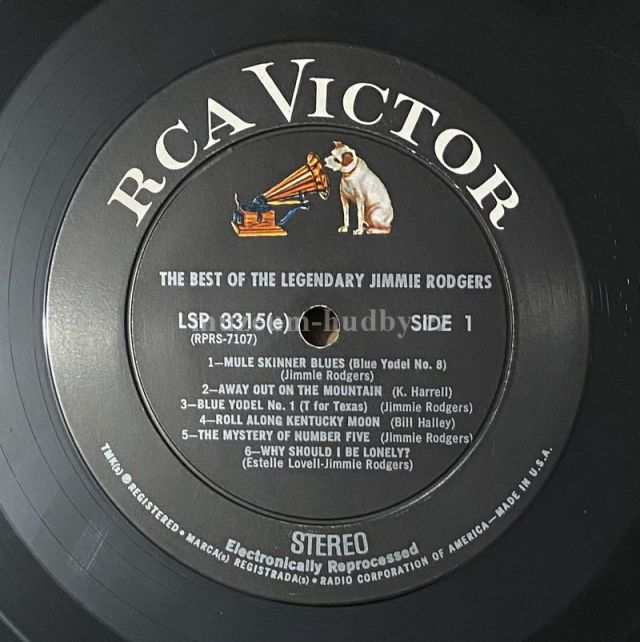 RCA VICTOR
THE BEST OF THE LEGENDARY JIMMIE RODGERS
LSP 3315(e) SIDE 1
(RPRS-7107)
1—MULE SKINNER BLUES (Blue Yodel No. 8)
(Jimmie Rodgers)
2—AWAY OUT ON THE MOUNTAIN (K. Harrell)
3—BLUE YODEL No. 1 (T for Texas) (Jimmie Rodgers)
4—ROLL ALONG KENTUCKY MOON (Bill Halley)
5—THE MYSTERY OF NUMBER FIVE (Jimmie Rodgers)
6—WHY SHOULD I BE LONELY?
(Estelle Lovell-Jimmie Rodgers)
STEREO
Electronically Reprocessed
TMK(s) ® REGISTERED • MARCA(s) REGISTRADA(s) • RADIO CORPORATION OF AMERICA—MADE IN U.S.A.